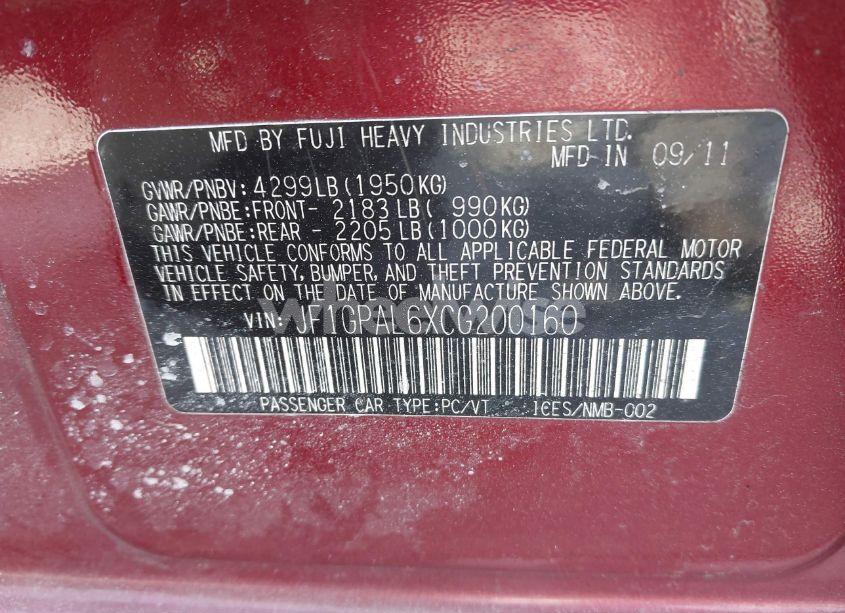 MFD BY FUJI HEAVY INDUSTRIES LTD.
MFD IN 09/11
GVWR/PNBV: 4299LB (1950KG)
GAWR/PNBE: FRONT- 2183 LB ( 990KG)
GAWR/PNBE: REAR - 2205 LB (1000KG)
THIS VEHICLE CONFORMS TO ALL APPLICABLE FEDERAL MOTOR
VEHICLE SAFETY, BUMPER, AND THEFT PREVENTION STANDARDS
IN EFFECT ON THE DATE OF MANUFACTURE SHOWN ABOVE.
VIN: JF1GPAL6XCG200160
PASSENGER CAR TYPE:PC/VT ICES/NMB-002